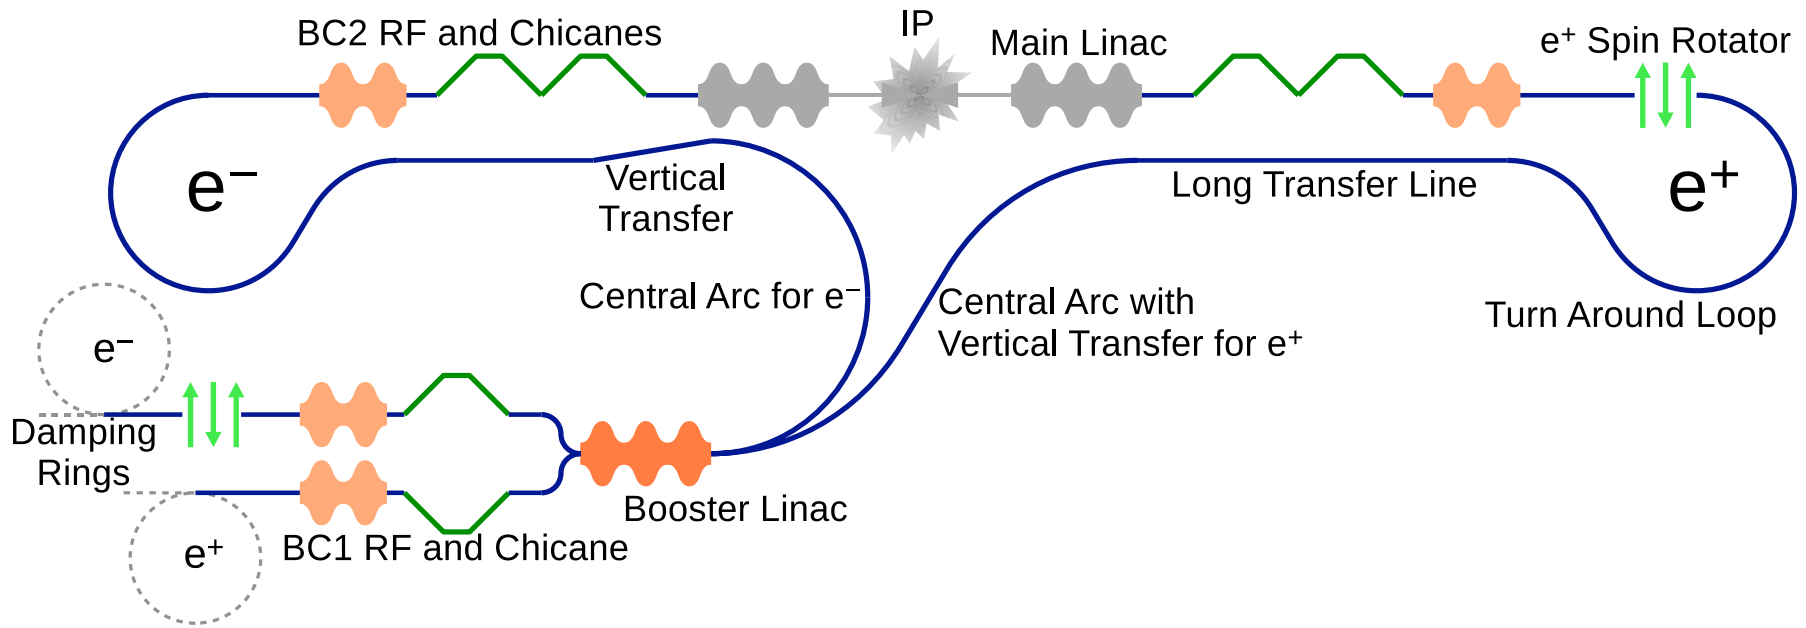 BC2 RF and Chicanes
IP
Main Linac
e⁺ Spin Rotator
e⁻
Vertical
Transfer
Long Transfer Line
e⁺
Central Arc for e⁻
Central Arc with
Vertical Transfer for e⁺
Turn Around Loop
e⁻
Damping
Rings
e⁺
BC1 RF and Chicane
Booster Linac